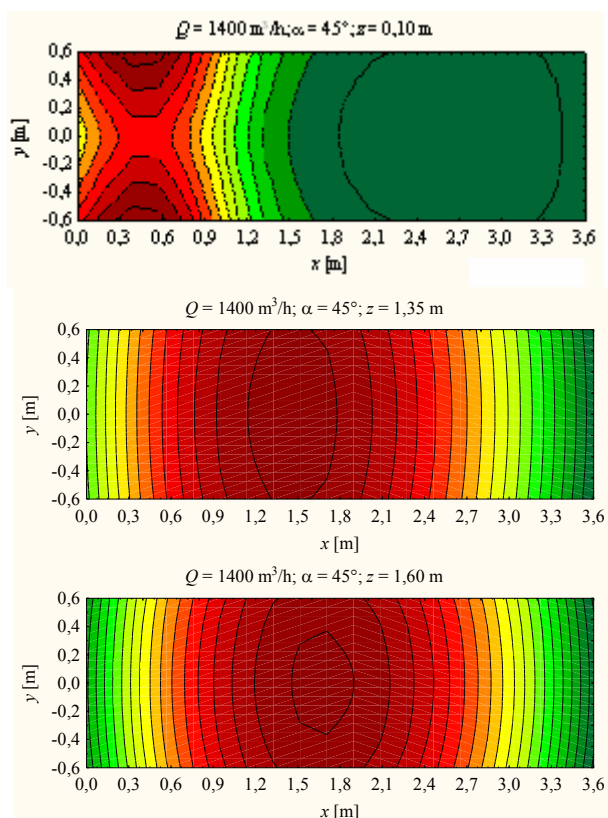 Q = 1400 m³/h; α = 45°; z = 0,10 m
0,6
0,4
0,2
0,0
-0,2
-0,4
-0,6
y [m]
0,0 0,3 0,6 0,9 1,2 1,5 1,8 2,1 2,4 2,7 3,0 3,3 3,6
x [m]
Q = 1400 m³/h; α = 45°; z = 1,35 m
0,6
0,4
0,2
0,0
-0,2
-0,4
-0,6
y [m]
0,0 0,3 0,6 0,9 1,2 1,5 1,8 2,1 2,4 2,7 3,0 3,3 3,6
x [m]
Q = 1400 m³/h; α = 45°; z = 1,60 m
0,6
0,4
0,2
0,0
-0,2
-0,4
-0,6
y [m]
0,0 0,3 0,6 0,9 1,2 1,5 1,8 2,1 2,4 2,7 3,0 3,3 3,6
x [m]